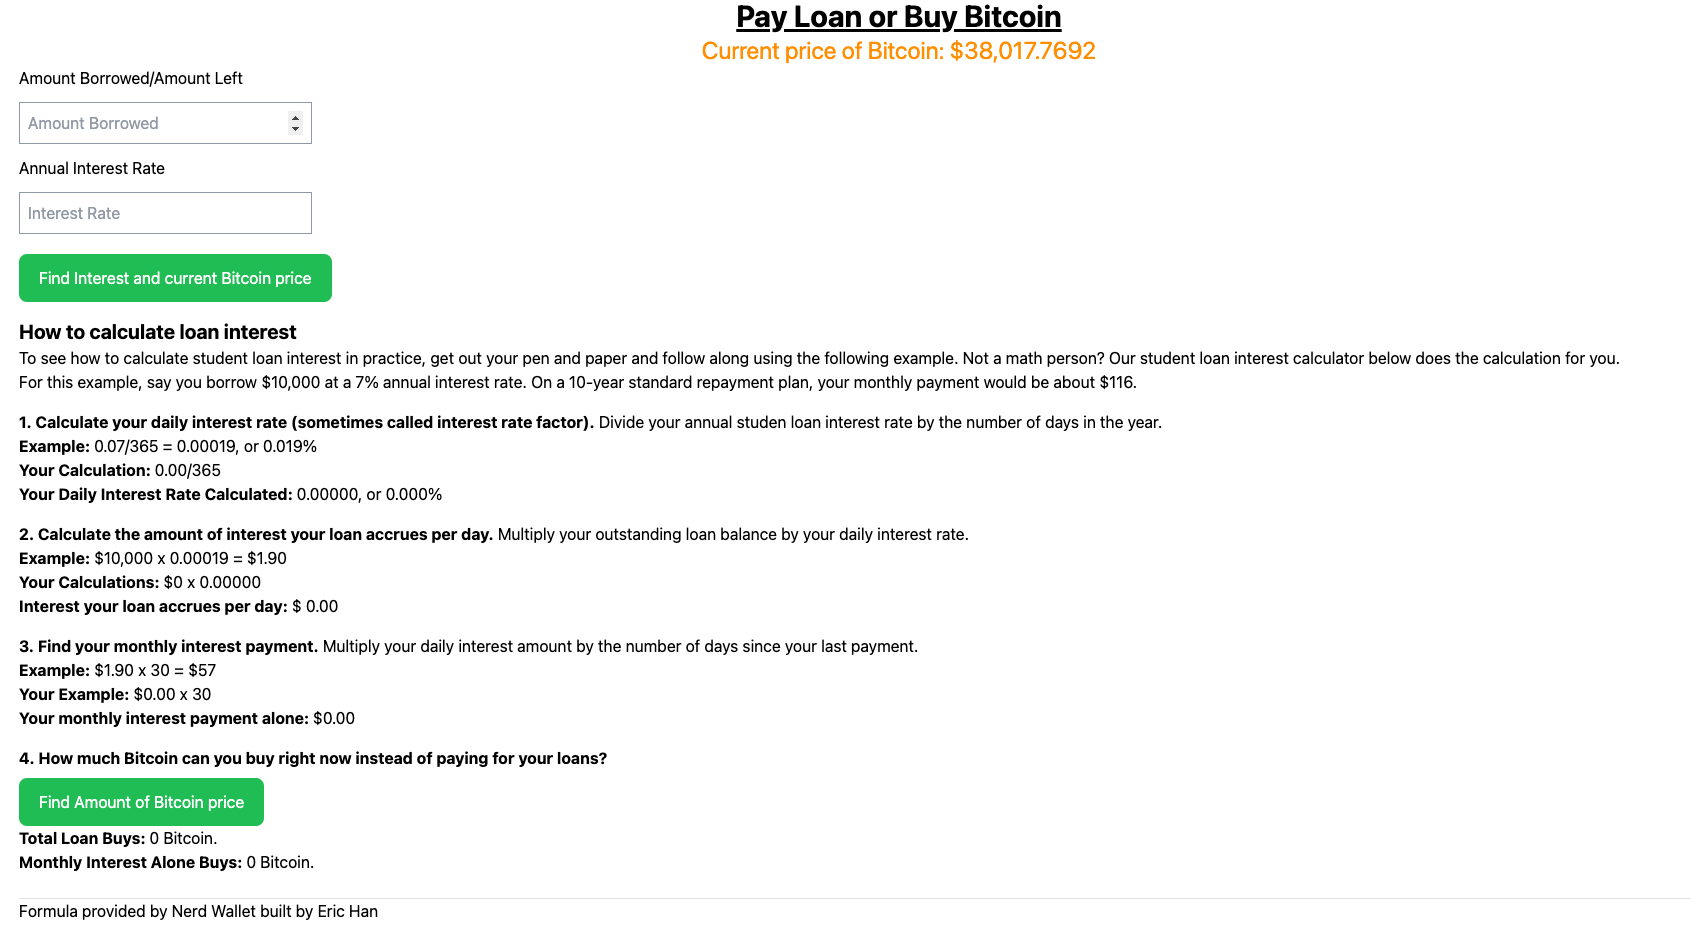 Pay Loan or Buy Bitcoin
Current price of Bitcoin: $38,017.7692
Amount Borrowed/Amount Left
Amount Borrowed
Annual Interest Rate
Interest Rate
Find Interest and current Bitcoin price
How to calculate loan interest
To see how to calculate student loan interest in practice, get out your pen and paper and follow along using the following example. Not a math person? Our student loan interest calculator below does the calculation for you.
For this example, say you borrow $10,000 at a 7% annual interest rate. On a 10-year standard repayment plan, your monthly payment would be about $116.
1. Calculate your daily interest rate (sometimes called interest rate factor). Divide your annual studen loan interest rate by the number of days in the year.
Example: 0.07/365 = 0.00019, or 0.019%
Your Calculation: 0.00/365
Your Daily Interest Rate Calculated: 0.00000, or 0.000%
2. Calculate the amount of interest your loan accrues per day. Multiply your outstanding loan balance by your daily interest rate.
Example: $10,000 x 0.00019 = $1.90
Your Calculations: $0 x 0.00000
Interest your loan accrues per day: $ 0.00
3. Find your monthly interest payment. Multiply your daily interest amount by the number of days since your last payment.
Example: $1.90 x 30 = $57
Your Example: $0.00 x 30
Your monthly interest payment alone: $0.00
4. How much Bitcoin can you buy right now instead of paying for your loans?
Find Amount of Bitcoin price
Total Loan Buys: 0 Bitcoin.
Monthly Interest Alone Buys: 0 Bitcoin.
Formula provided by Nerd Wallet built by Eric Han